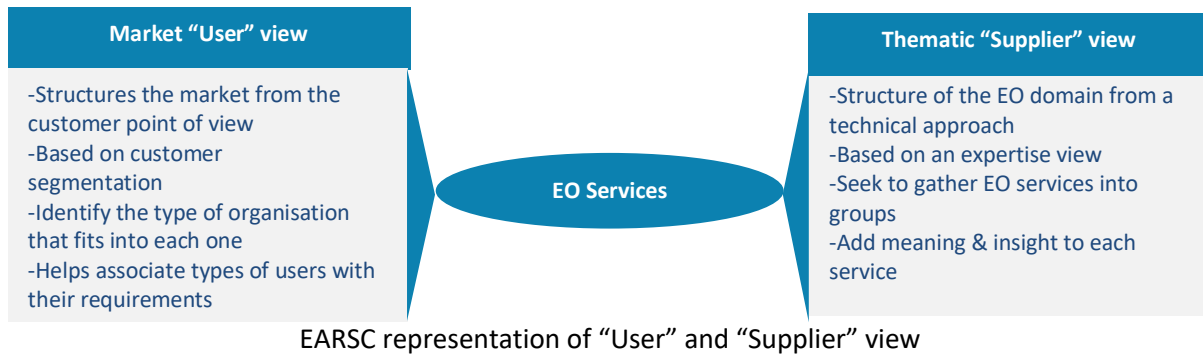 Market “User” view
-Structures the market from the
customer point of view
-Based on customer
segmentation
-Identify the type of organisation
that fits into each one
-Helps associate types of users with
their requirements
EO Services
Thematic “Supplier” view
-Structure of the EO domain from a
technical approach
-Based on an expertise view
-Seek to gather EO services into
groups
-Add meaning & insight to each
service
EARSC representation of “User” and “Supplier” view